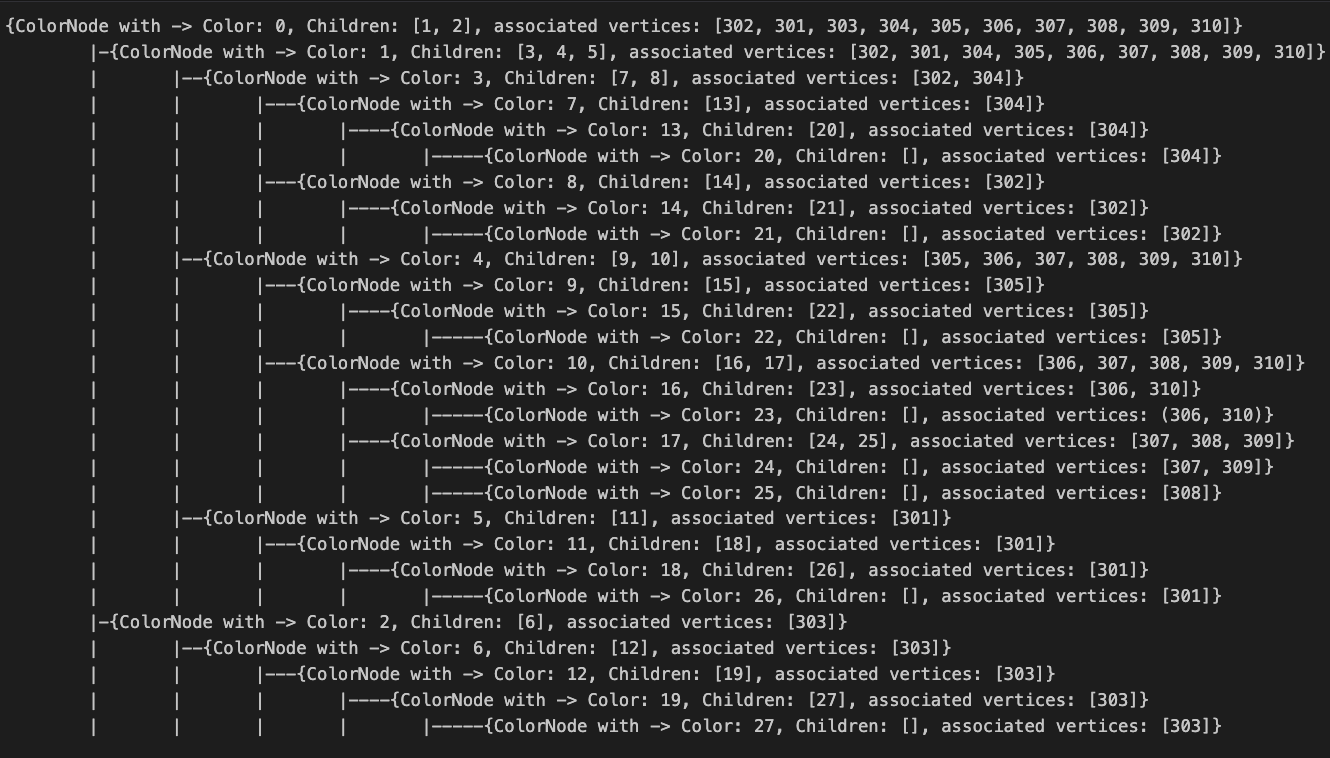 {ColorNode with -> Color: 0, Children: [1, 2], associated vertices: [302, 301, 303, 304, 305, 306, 307, 308, 309, 310]}
|-{ColorNode with -> Color: 1, Children: [3, 4, 5], associated vertices: [302, 301, 304, 305, 306, 307, 308, 309, 310]}
| |--{ColorNode with -> Color: 3, Children: [7, 8], associated vertices: [302, 304]}
| | |---{ColorNode with -> Color: 7, Children: [13], associated vertices: [304]}
| | | |----{ColorNode with -> Color: 13, Children: [20], associated vertices: [304]}
| | | | |-----{ColorNode with -> Color: 20, Children: [], associated vertices: [304]}
| | |---{ColorNode with -> Color: 8, Children: [14], associated vertices: [302]}
| | | |----{ColorNode with -> Color: 14, Children: [21], associated vertices: [302]}
| | | | |-----{ColorNode with -> Color: 21, Children: [], associated vertices: [302]}
| |--{ColorNode with -> Color: 4, Children: [9, 10], associated vertices: [305, 306, 307, 308, 309, 310]}
| | |---{ColorNode with -> Color: 9, Children: [15], associated vertices: [305]}
| | | |----{ColorNode with -> Color: 15, Children: [22], associated vertices: [305]}
| | | | |-----{ColorNode with -> Color: 22, Children: [], associated vertices: [305]}
| | |---{ColorNode with -> Color: 10, Children: [16, 17], associated vertices: [306, 307, 308, 309, 310]}
| | | |----{ColorNode with -> Color: 16, Children: [23], associated vertices: [306, 310]}
| | | | |-----{ColorNode with -> Color: 23, Children: [], associated vertices: (306, 310)}
| | | |----{ColorNode with -> Color: 17, Children: [24, 25], associated vertices: [307, 308, 309]}
| | | | |-----{ColorNode with -> Color: 24, Children: [], associated vertices: [307, 309]}
| | | | |-----{ColorNode with -> Color: 25, Children: [], associated vertices: [308]}
| |--{ColorNode with -> Color: 5, Children: [11], associated vertices: [301]}
| | |---{ColorNode with -> Color: 11, Children: [18], associated vertices: [301]}
| | | |----{ColorNode with -> Color: 18, Children: [26], associated vertices: [301]}
| | | | |-----{ColorNode with -> Color: 26, Children: [], associated vertices: [301]}
|-{ColorNode with -> Color: 2, Children: [6], associated vertices: [303]}
| |--{ColorNode with -> Color: 6, Children: [12], associated vertices: [303]}
| | |---{ColorNode with -> Color: 12, Children: [19], associated vertices: [303]}
| | | |----{ColorNode with -> Color: 19, Children: [27], associated vertices: [303]}
| | | | |-----{ColorNode with -> Color: 27, Children: [], associated vertices: [303]}